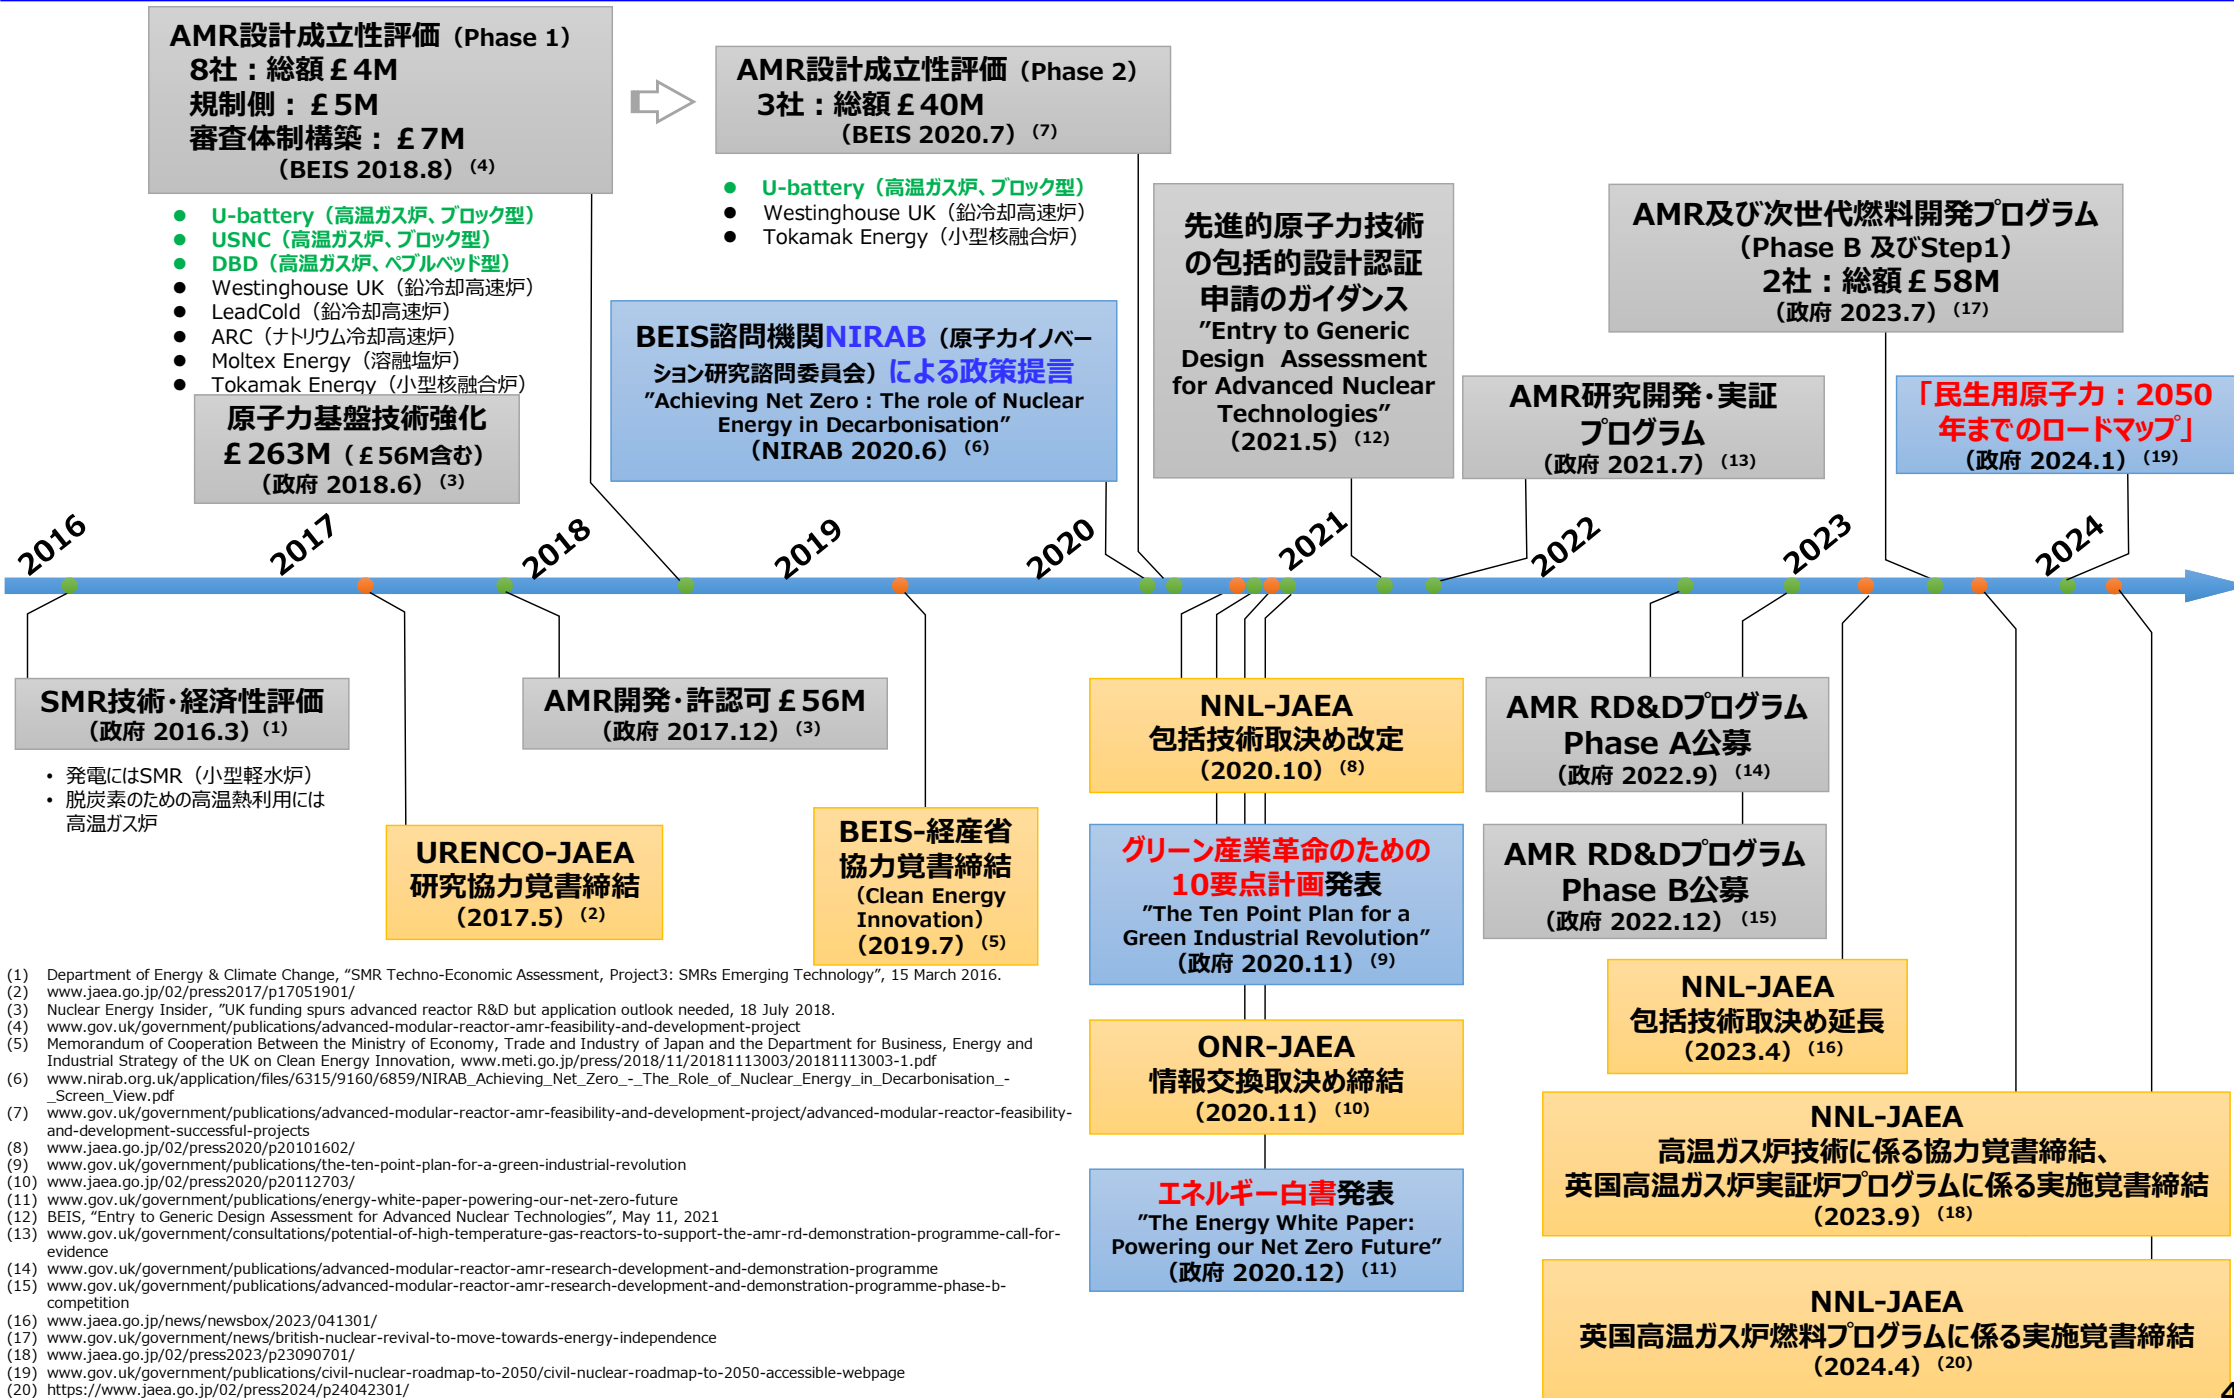 AMR設計成立性評価（Phase 1）
8社：総額￡4M
規制側：￡5M
審査体制構築：￡7M
（BEIS 2018.8）(4)
● U-battery（高温ガス炉、ブロック型）
● USNC（高温ガス炉、ブロック型）
● DBD（高温ガス炉、ペブルベッド型）
● Westinghouse UK（鉛冷却高速炉）
● LeadCold（鉛冷却高速炉）
● ARC（ナトリウム冷却高速炉）
● Moltex Energy（溶融塩炉）
● Tokamak Energy（小型核融合炉）
原子力基盤技術強化
￡263M（￡56M含む）
（政府 2018.6）(3)
AMR設計成立性評価（Phase 2）
3社：総額￡40M
（BEIS 2020.7）(7)
● U-battery（高温ガス炉、ブロック型）
● Westinghouse UK（鉛冷却高速炉）
● Tokamak Energy（小型核融合炉）
BEIS諮問機関NIRAB（原子力イノベー
ション研究諮問委員会）による政策提言
”Achieving Net Zero : The role of Nuclear
Energy in Decarbonisation”
（NIRAB 2020.6）(6)
先進的原子力技術
の包括的設計認証
申請のガイダンス
”Entry to Generic
Design Assessment
for Advanced Nuclear
Technologies”
（2021.5）(12)
AMR研究開発・実証
プログラム
（政府 2021.7）(13)
AMR及び次世代燃料開発プログラム
（Phase B 及びStep1）
2社：総額￡58M
（政府 2023.7）(17)
「民生用原子力：2050
年までのロードマップ」
（政府 2024.1）(19)
2016
2017
2018
2019
2020
2021
2022
2023
2024
SMR技術・経済性評価
（政府 2016.3）(1)
• 発電にはSMR（小型軽水炉）
• 脱炭素のための高温熱利用には
高温ガス炉
URENCO-JAEA
研究協力覚書締結
（2017.5）(2)
AMR開発・許認可￡56M
（政府 2017.12）(3)
BEIS-経産省
協力覚書締結
（Clean Energy
Innovation）
（2019.7）(5)
NNL-JAEA
包括技術取決め改定
（2020.10）(8)
グリーン産業革命のための
10要点計画発表
”The Ten Point Plan for a
Green Industrial Revolution”
（政府 2020.11）(9)
ONR-JAEA
情報交換取決め締結
（2020.11）(10)
エネルギー白書発表
”The Energy White Paper:
Powering our Net Zero Future”
（政府 2020.12）(11)
AMR RD&Dプログラム
Phase A公募
（政府 2022.9）(14)
AMR RD&Dプログラム
Phase B公募
（政府 2022.12）(15)
NNL-JAEA
包括技術取決め延長
（2023.4）(16)
NNL-JAEA
高温ガス炉技術に係る協力覚書締結、
英国高温ガス炉実証炉プログラムに係る実施覚書締結
（2023.9）(18)
NNL-JAEA
英国高温ガス炉燃料プログラムに係る実施覚書締結
（2024.4）(20)
(1) Department of Energy & Climate Change, “SMR Techno-Economic Assessment, Project3: SMRs Emerging Technology”, 15 March 2016.
(2) www.jaea.go.jp/02/press2017/p17051901/
(3) Nuclear Energy Insider, ”UK funding spurs advanced reactor R&D but application outlook needed, 18 July 2018.
(4) www.gov.uk/government/publications/advanced-modular-reactor-amr-feasibility-and-development-project
(5) Memorandum of Cooperation Between the Ministry of Economy, Trade and Industry of Japan and the Department for Business, Energy and
Industrial Strategy of the UK on Clean Energy Innovation, www.meti.go.jp/press/2018/11/20181113003/20181113003-1.pdf
(6) www.nirab.org.uk/application/files/6315/9160/6859/NIRAB_Achieving_Net_Zero_-_The_Role_of_Nuclear_Energy_in_Decarbonisation_-
_Screen_View.pdf
(7) www.gov.uk/government/publications/advanced-modular-reactor-amr-feasibility-and-development-project/advanced-modular-reactor-feasibility-
and-development-successful-projects
(8) www.jaea.go.jp/02/press2020/p20101602/
(9) www.gov.uk/government/publications/the-ten-point-plan-for-a-green-industrial-revolution
(10) www.jaea.go.jp/02/press2020/p20112703/
(11) www.gov.uk/government/publications/energy-white-paper-powering-our-net-zero-future
(12) BEIS, “Entry to Generic Design Assessment for Advanced Nuclear Technologies”, May 11, 2021
(13) www.gov.uk/government/consultations/potential-of-high-temperature-gas-reactors-to-support-the-amr-rd-demonstration-programme-call-for-
evidence
(14) www.gov.uk/government/publications/advanced-modular-reactor-amr-research-development-and-demonstration-programme
(15) www.gov.uk/government/publications/advanced-modular-reactor-amr-research-development-and-demonstration-programme-phase-b-
competition
(16) www.jaea.go.jp/news/newsbox/2023/041301/
(17) www.gov.uk/government/news/british-nuclear-revival-to-move-towards-energy-independence
(18) www.jaea.go.jp/02/press2023/p23090701/
(19) www.gov.uk/government/publications/civil-nuclear-roadmap-to-2050/civil-nuclear-roadmap-to-2050-accessible-webpage
(20) https://www.jaea.go.jp/02/press2024/p24042301/